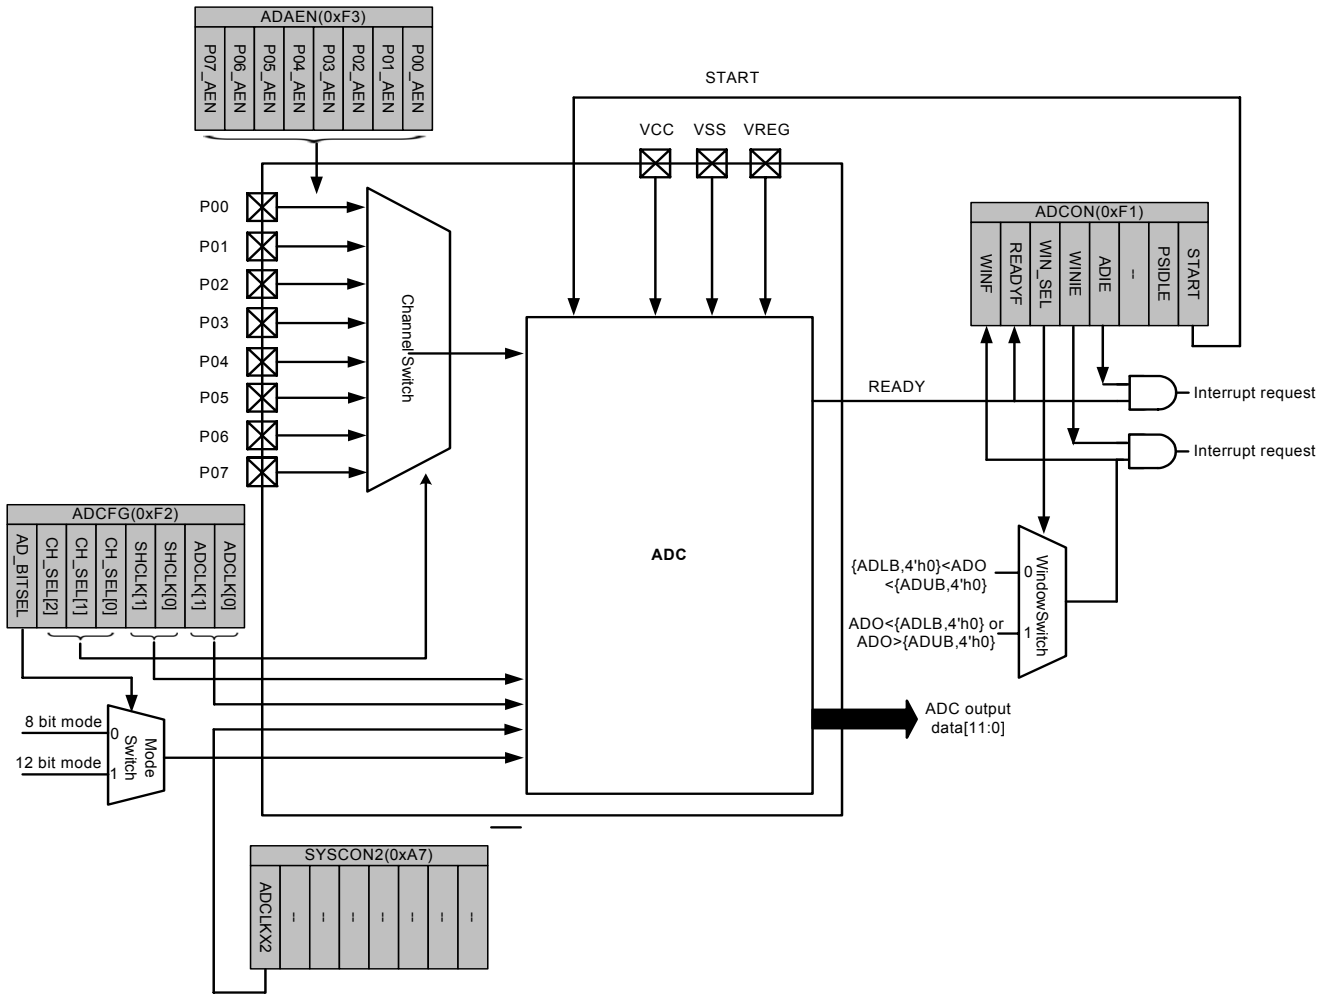 ADAEN(0xF3)
P07_AEN
P06_AEN
P05_AEN
P04_AEN
P03_AEN
P02_AEN
P01_AEN
P00_AEN
START
VCC
VSS
VREG
P00
P01
P02
P03
P04
P05
P06
P07
Channel Switch
ADCON(0xF1)
WINF
READYF
WIN_SEL
WINIE
ADIE
--
PSIDLE
START
READY
Interrupt request
Interrupt request
ADCFG(0xF2)
AD_BITSEL
CH_SEL[2]
CH_SEL[1]
CH_SEL[0]
SHCLK[1]
SHCLK[0]
ADCLK[1]
ADCLK[0]
ADC
{ADLB,4'h0}<ADO
<{ADUB,4'h0}
0
ADO<{ADLB,4'h0} or
ADO>{ADUB,4'h0}
1
WindowSwitch
8 bit mode
0
12 bit mode
1
Mode
Switch
ADC output
data[11:0]
SYSCON2(0xA7)
ADCLKX2
--
--
--
--
--
--
--